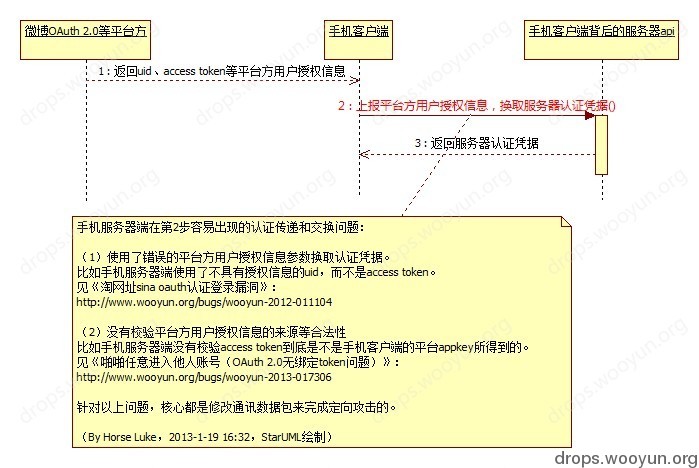 微博OAuth 2.0等平台方
手机客户端
手机客户端背后的服务器api
1 : 返回uid、access token等平台方用户授权信息
2 : 上报平台方用户授权信息，换取服务器认证凭据()
3 : 返回服务器认证凭据
手机服务器端在第2步容易出现的认证传递和交换问题：
（1）使用了错误的平台方用户授权信息参数换取认证凭据。
比如手机服务器端使用了不具有授权信息的uid，而不是access token。
见《淘网址sina oauth认证登录漏洞》：
http://www.wooyun.org/bugs/wooyun-2012-011104
（2）没有校验平台方用户授权信息的来源等合法性
比如手机服务器端没有校验access token到底是不是手机客户端的平台appkey所得到的。
见《啪啪任意进入他人账号（OAuth 2.0无绑定token问题）》：
http://www.wooyun.org/bugs/wooyun-2013-017306
针对以上问题，核心都是修改通讯数据包来完成定向攻击的。
（By Horse Luke，2013-1-19 16:32，StarUML绘制）
drops.wooyun.org